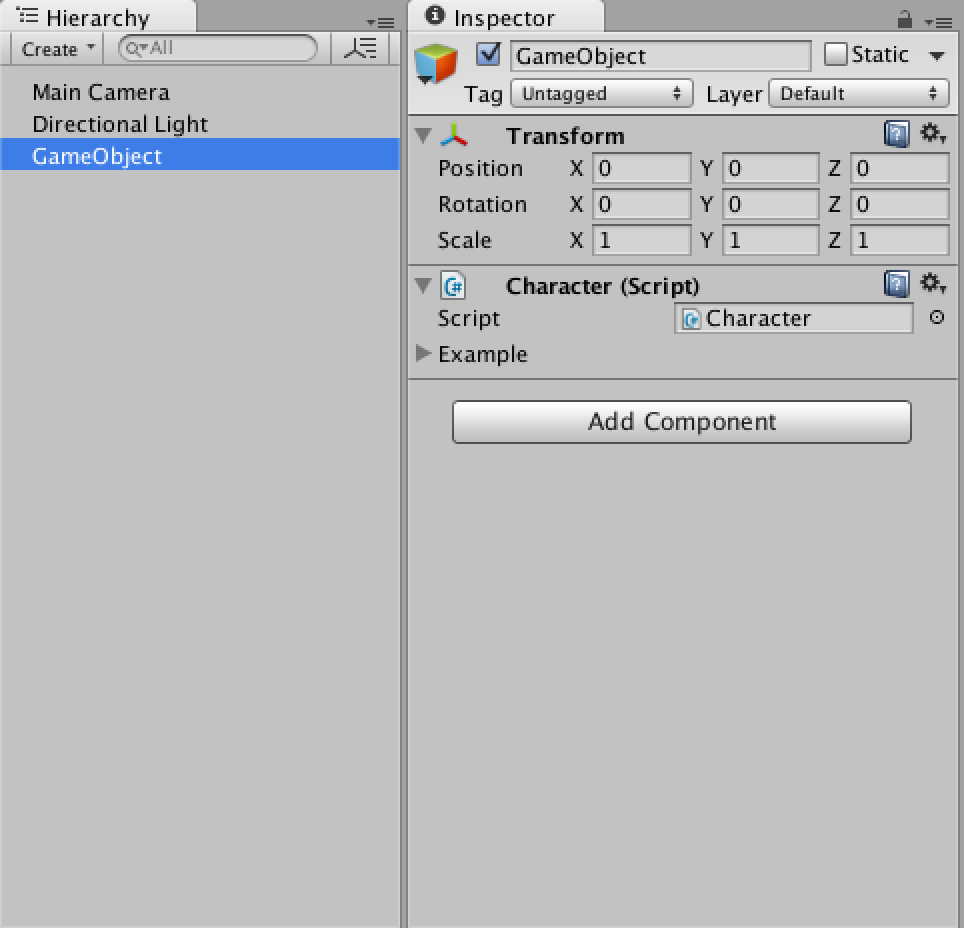 Hierarchy
Create All
Main Camera
Directional Light
GameObject
Inspector
GameObject Static
Tag Untagged Layer Default
Transform
Position X 0 Y 0 Z 0
Rotation X 0 Y 0 Z 0
Scale X 1 Y 1 Z 1
C# Character (Script)
Script Character
Example
Add Component